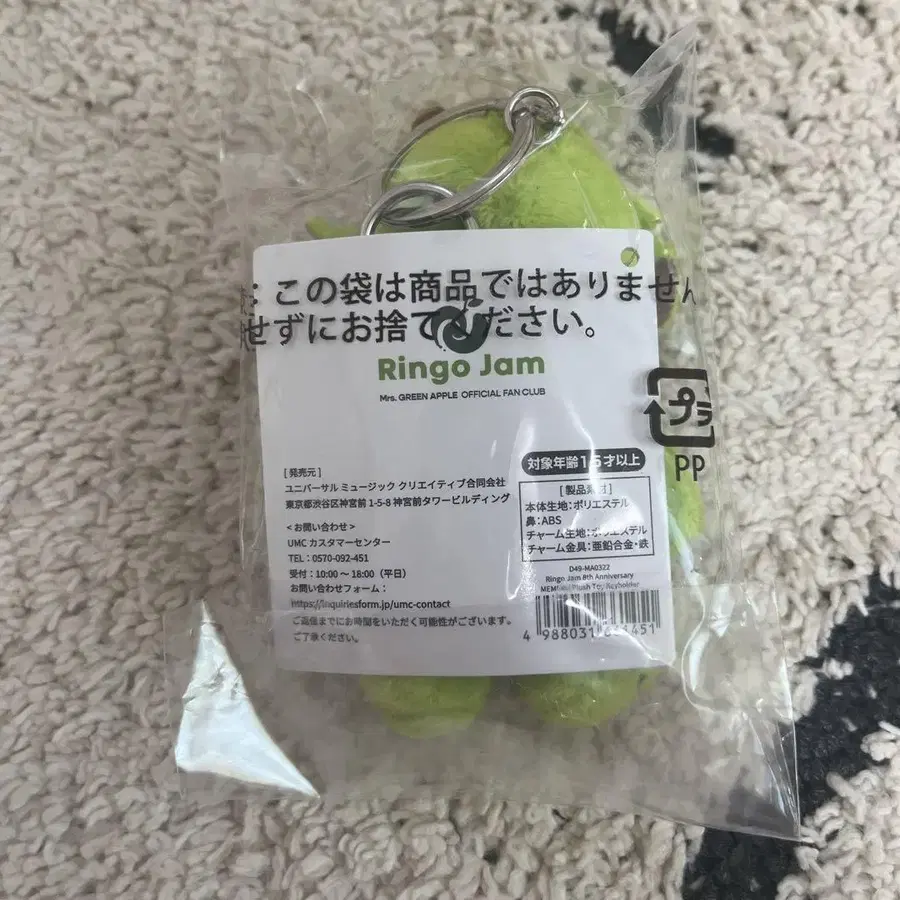 : この袋は商品ではありません
せずにお捨てください。
Ringo Jam
Mrs. GREEN APPLE OFFICIAL FAN CLUB
プラ
PP
[ 発売元 ]
ユニバーサル ミュージック クリエイティブ合同会社
東京都渋谷区神宮前 1-5-8 神宮前タワービルディング
<お問い合わせ>
UMC カスタマーセンター
TEL : 0570-092-451
受付 : 10:00 ~ 18:00 (平日)
お問い合わせフォーム :
https://inquiriesform.jp/umc-contact
ご返信までにお時間をいただく可能性がございます。
ご了承ください。
対象年齢15才以上
[ 製品素材 ]
本体生地:ポリエステル
鼻:ABS
チャーム生地:ポリエステル
チャーム金具:亜鉛合金・鉄
D49-MA0322
Ringo Jam 8th Anniversary
Plush Toy Keyholder
4 988031 451